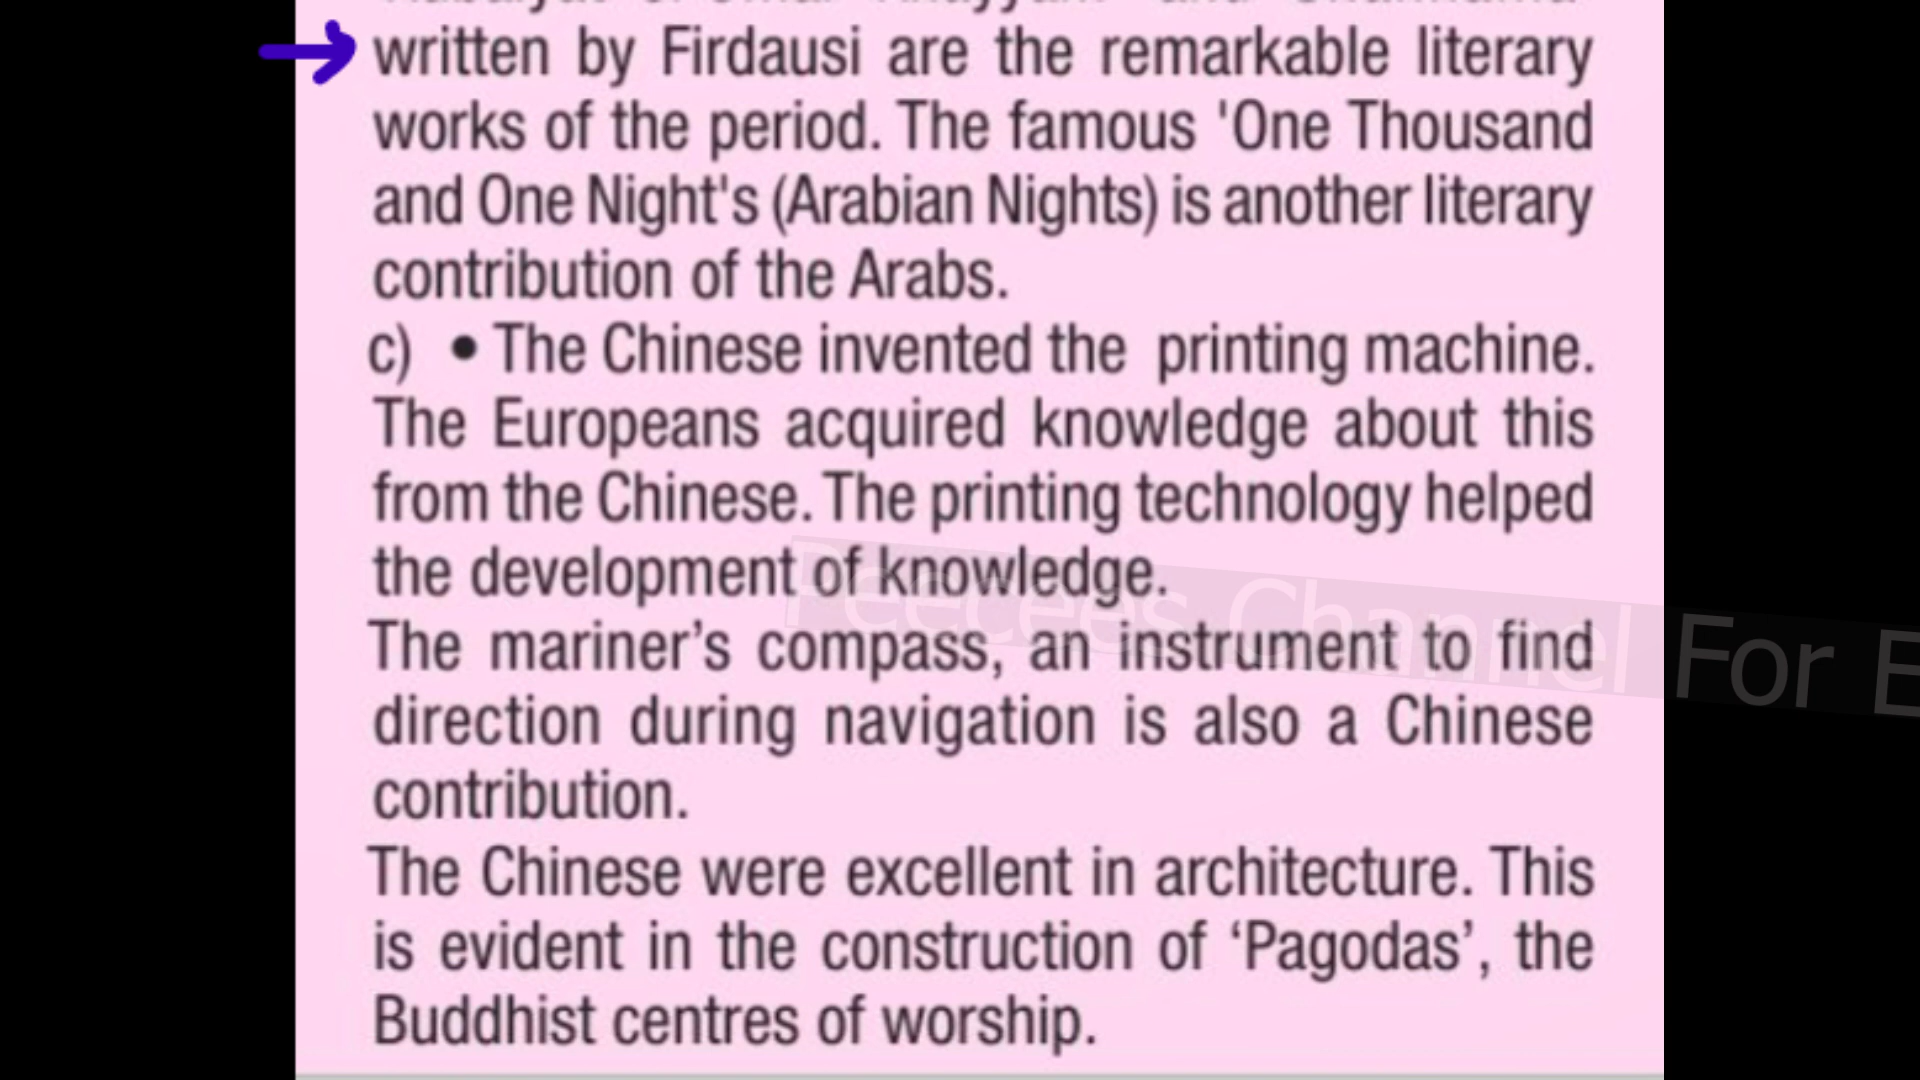 written by Firdausi are the remarkable literary
works of the period. The famous 'One Thousand
and One Night's (Arabian Nights) is another literary
contribution of the Arabs.
c) • The Chinese invented the printing machine.
The Europeans acquired knowledge about this
from the Chinese. The printing technology helped
the development of knowledge.
The mariner’s compass, an instrument to find
direction during navigation is also a Chinese
contribution.
The Chinese were excellent in architecture. This
is evident in the construction of ‘Pagodas’, the
Buddhist centres of worship.
Peecees Channel For E